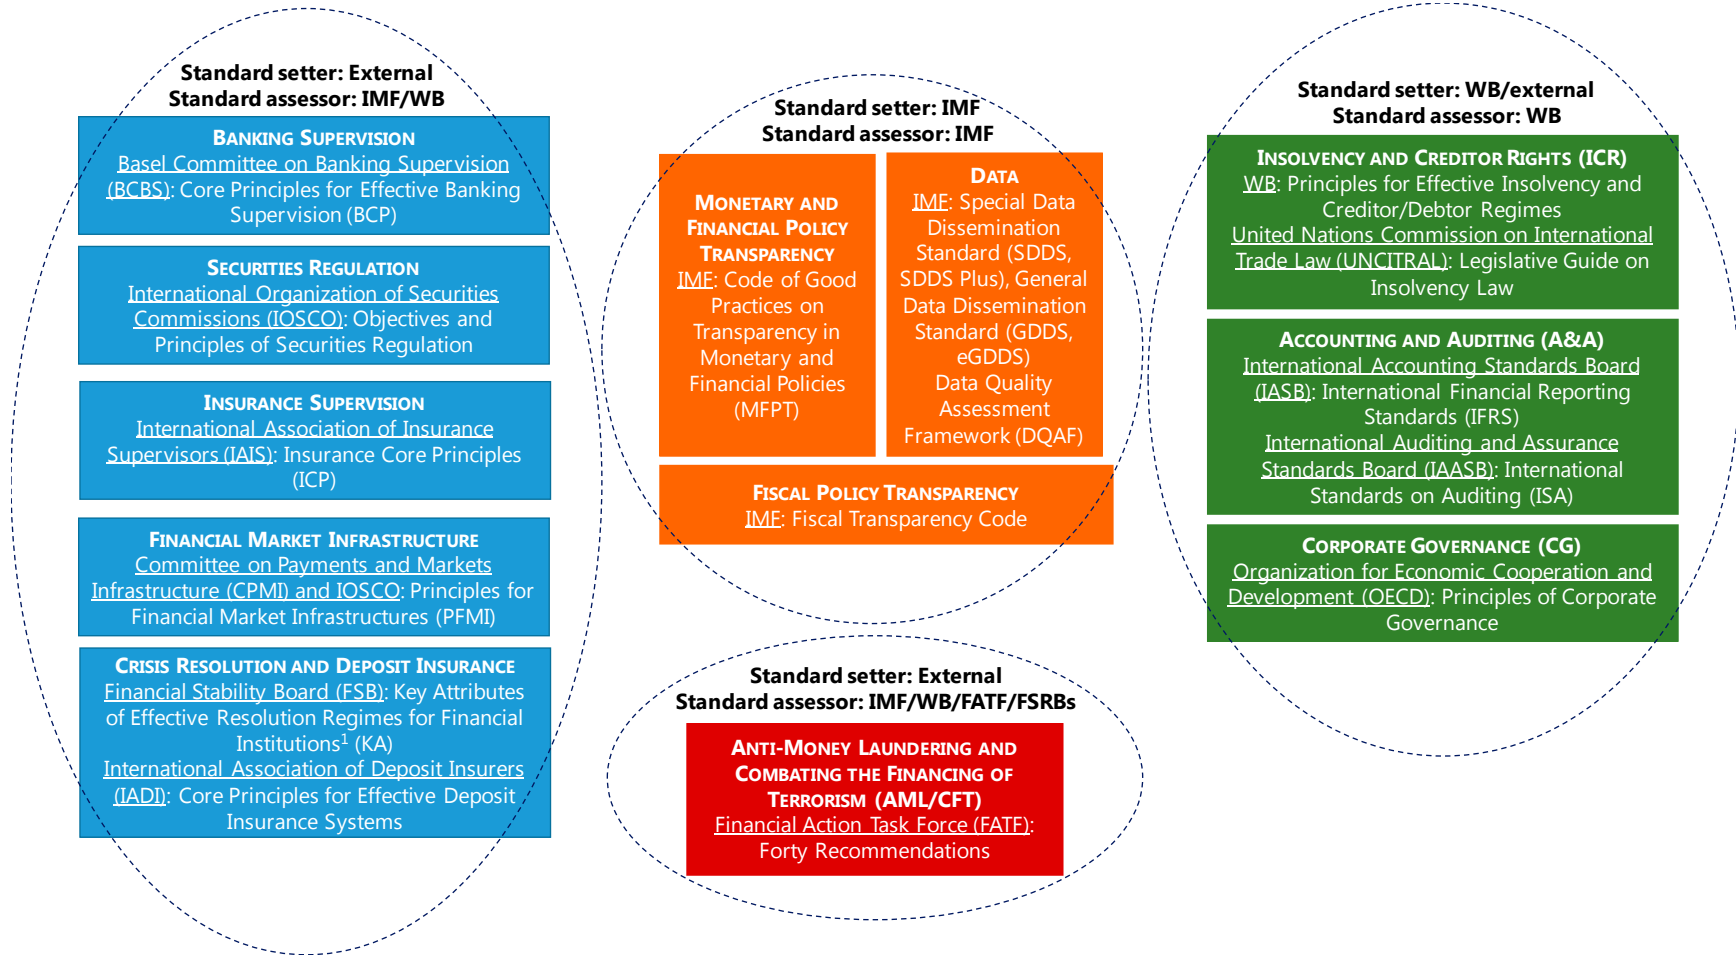 Standard setter: External
Standard assessor: IMF/WB
BANKING SUPERVISION
Basel Committee on Banking Supervision
(BCBS): Core Principles for Effective Banking
Supervision (BCP)
SECURITIES REGULATION
International Organization of Securities
Commissions (IOSCO): Objectives and
Principles of Securities Regulation
INSURANCE SUPERVISION
International Association of Insurance
Supervisors (IAIS): Insurance Core Principles
(ICP)
FINANCIAL MARKET INFRASTRUCTURE
Committee on Payments and Markets
Infrastructure (CPMI) and IOSCO: Principles for
Financial Market Infrastructures (PFMI)
CRISIS RESOLUTION AND DEPOSIT INSURANCE
Financial Stability Board (FSB): Key Attributes
of Effective Resolution Regimes for Financial
Institutions¹ (KA)
International Association of Deposit Insurers
(IADI): Core Principles for Effective Deposit
Insurance Systems
Standard setter: IMF
Standard assessor: IMF
MONETARY AND
FINANCIAL POLICY
TRANSPARENCY
IMF: Code of Good
Practices on
Transparency in
Monetary and
Financial Policies
(MFPT)
DATA
IMF: Special Data
Dissemination
Standard (SDDS,
SDDS Plus), General
Data Dissemination
Standard (GDDS,
eGDDS)
Data Quality
Assessment
Framework (DQAF)
FISCAL POLICY TRANSPARENCY
IMF: Fiscal Transparency Code
Standard setter: External
Standard assessor: IMF/WB/FATF/FSRBs
ANTI-MONEY LAUNDERING AND
COMBATING THE FINANCING OF
TERRORISM (AML/CFT)
Financial Action Task Force (FATF):
Forty Recommendations
Standard setter: WB/external
Standard assessor: WB
INSOLVENCY AND CREDITOR RIGHTS (ICR)
WB: Principles for Effective Insolvency and
Creditor/Debtor Regimes
United Nations Commission on International
Trade Law (UNCITRAL): Legislative Guide on
Insolvency Law
ACCOUNTING AND AUDITING (A&A)
International Accounting Standards Board
(IASB): International Financial Reporting
Standards (IFRS)
International Auditing and Assurance
Standards Board (IAASB): International
Standards on Auditing (ISA)
CORPORATE GOVERNANCE (CG)
Organization for Economic Cooperation and
Development (OECD): Principles of Corporate
Governance